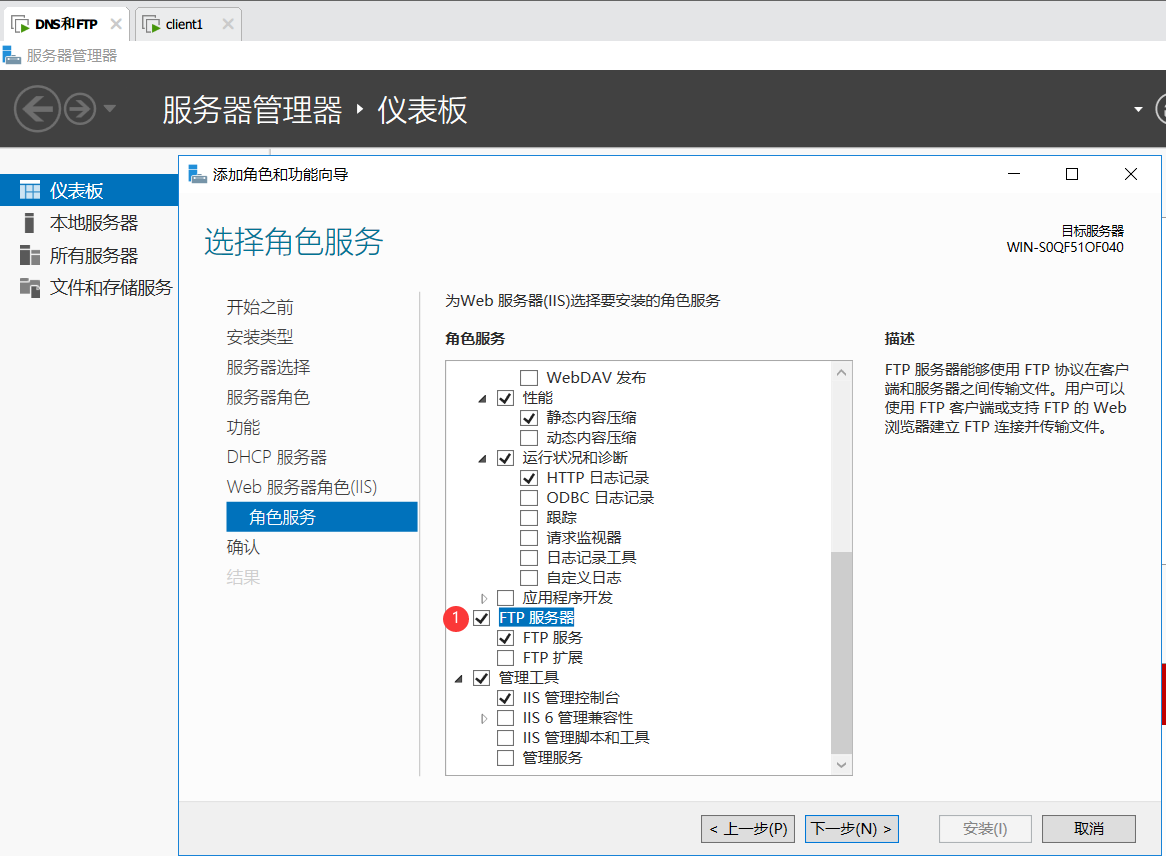 DNS和FTP
client1
服务器管理器
服务器管理器 仪表板
添加角色和功能向导
仪表板
本地服务器
所有服务器
文件和存储服务
选择角色服务
目标服务器
WIN-S0QF51OF040
开始之前
安装类型
服务器选择
服务器角色
功能
DHCP 服务器
Web 服务器角色(IIS)
角色服务
确认
结果
为Web 服务器(IIS)选择要安装的角色服务
角色服务
WebDAV 发布
性能
静态内容压缩
动态内容压缩
运行状况和诊断
HTTP 日志记录
ODBC 日志记录
跟踪
请求监视器
日志记录工具
自定义日志
应用程序开发
1 FTP 服务器
FTP 服务
FTP 扩展
管理工具
IIS 管理控制台
IIS 6 管理兼容性
IIS 管理脚本和工具
管理服务
描述
FTP 服务器能够使用 FTP 协议在客户
端和服务器之间传输文件。用户可以
使用 FTP 客户端或支持 FTP 的 Web
浏览器建立 FTP 连接并传输文件。
< 上一步(P)
下一步(N) >
安装(I)
取消